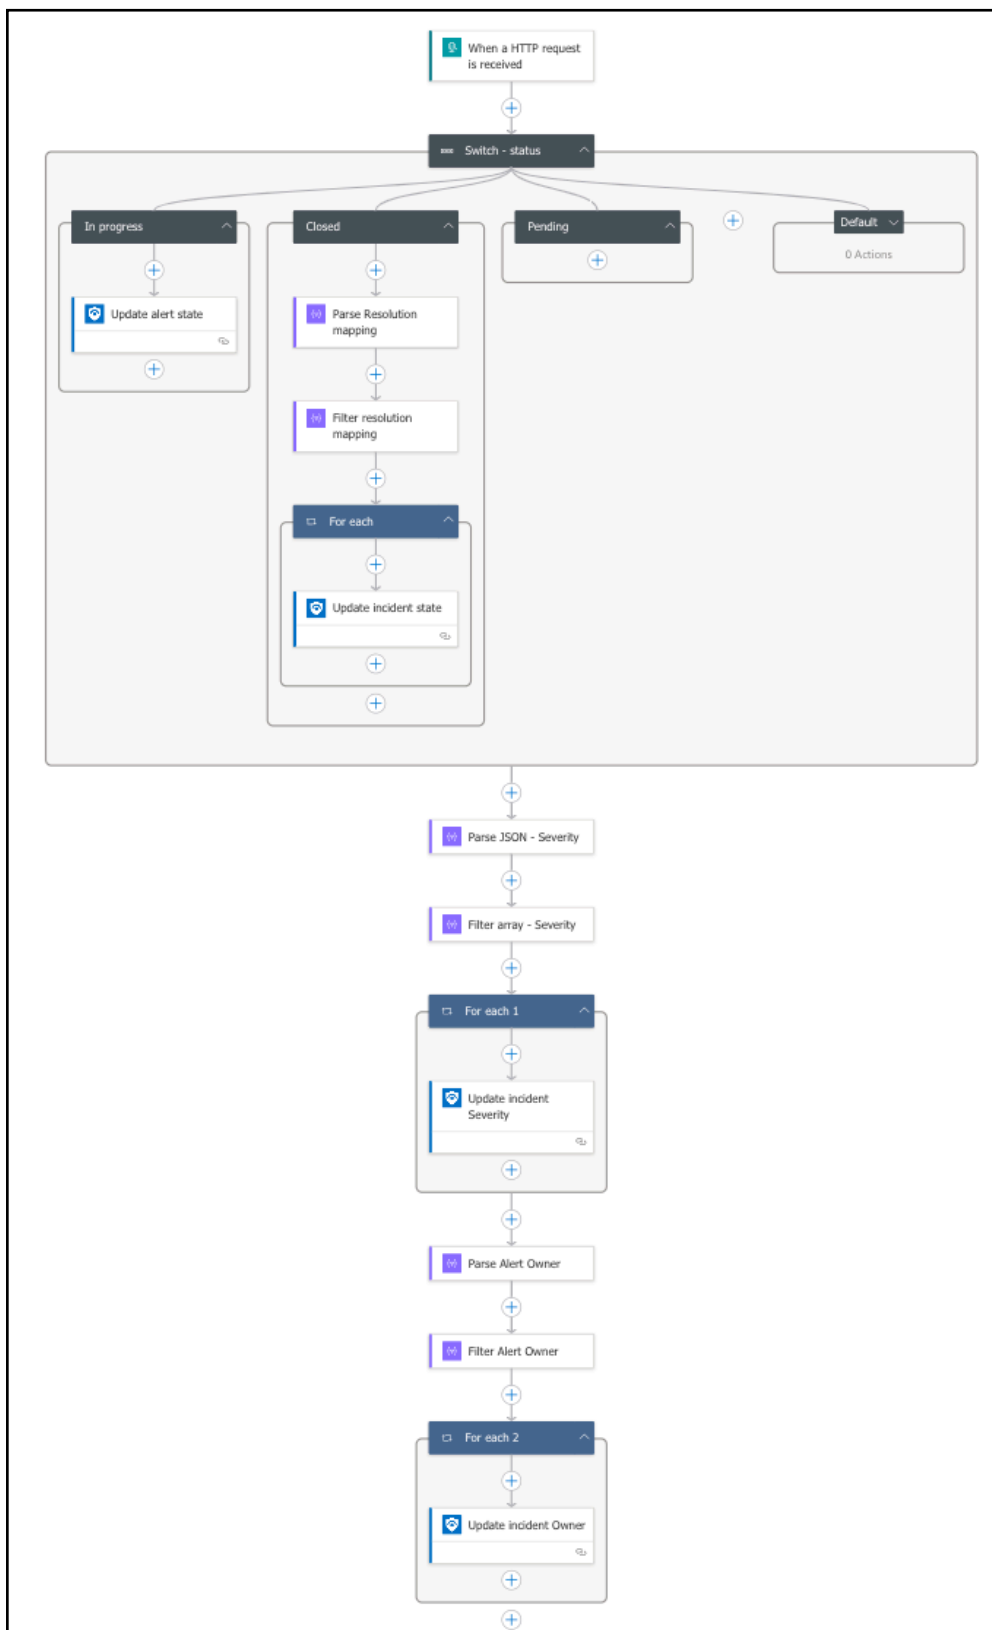 When a HTTP request
is received
Switch - status
In progress
Closed
Pending
Default
0 Actions
Update alert state
Parse Resolution
mapping
Filter resolution
mapping
For each
Update incident state
Parse JSON - Severity
Filter array - Severity
For each 1
Update incident
Severity
Parse Alert Owner
Filter Alert Owner
For each 2
Update incident Owner